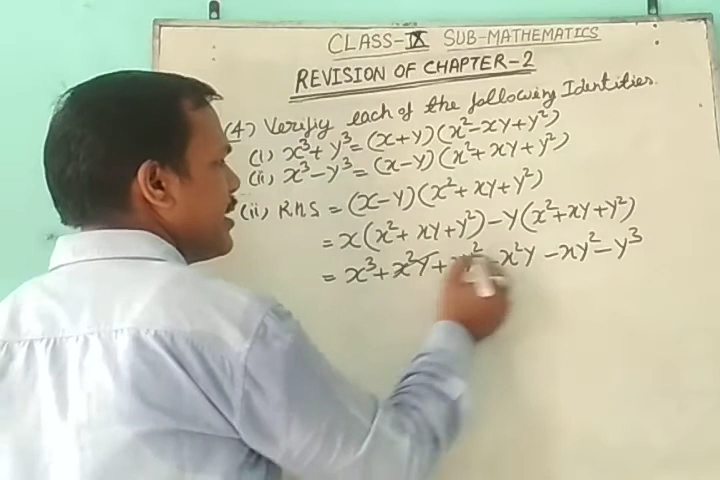 CLASS-IX SUB-MATHEMATICS
REVISION OF CHAPTER-2
(4) Verifiy each of the following Identities.
(i) x³+y³=(x+y)(x²-xy+y²)
(ii) x³-y³=(x-y)(x²+xy+y²)
(ii) RHS = (x-y)(x²+xy+y²)
= x(x²+xy+y²)-y(x²+xy+y²)
= x³+x²y+ -x²y-xy²-y³